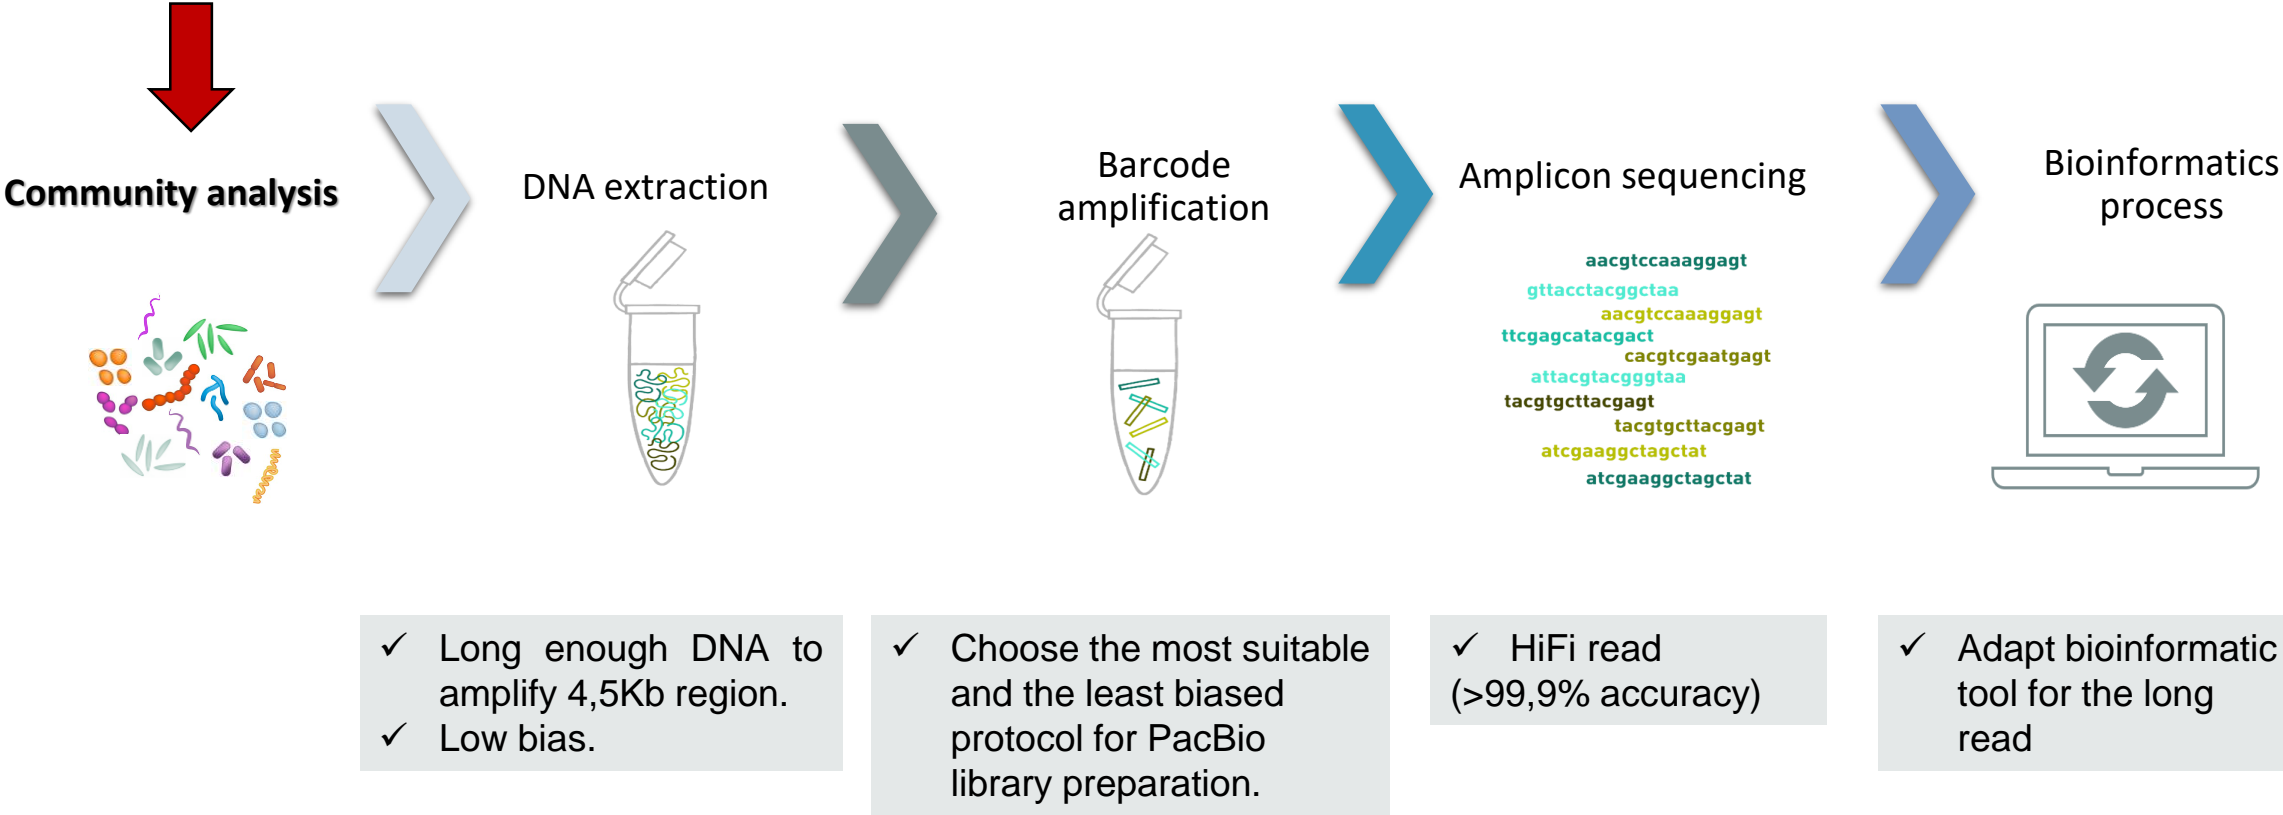 Community analysis
DNA extraction
Barcode
amplification
Amplicon sequencing
Bioinformatics
process
aacgtccaaaggagt
gttacctacggctaa
aacgtccaaaggagt
ttcgagcatacgact
cacgtcgaatgagt
attacgtacgggtaa
tacgtgcttacgagt
tacgtgcttacgagt
atcgaaggctagctat
atcgaaggctagctat
✓ Long enough DNA to
amplify 4,5Kb region.
✓ Low bias.
✓ Choose the most suitable
and the least biased
protocol for PacBio
library preparation.
✓ HiFi read
(>99,9% accuracy)
✓ Adapt bioinformatic
tool for the long
read